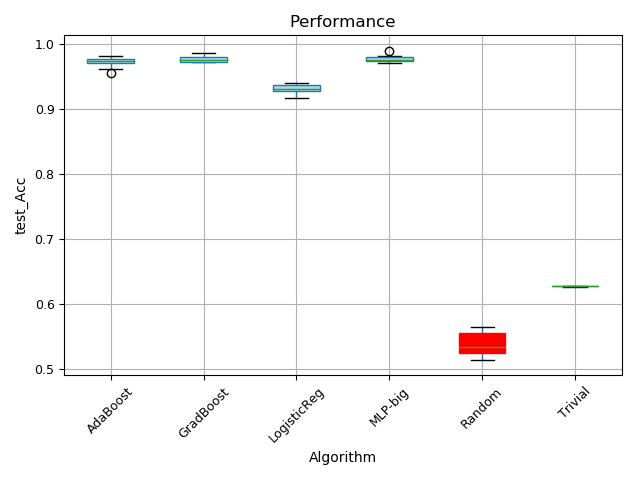 Performance
1.0
0.9
0.8
0.7
0.6
0.5
test_Acc
AdaBoost
GradBoost
LogisticReg
MLP-big
Random
Trivial
Algorithm